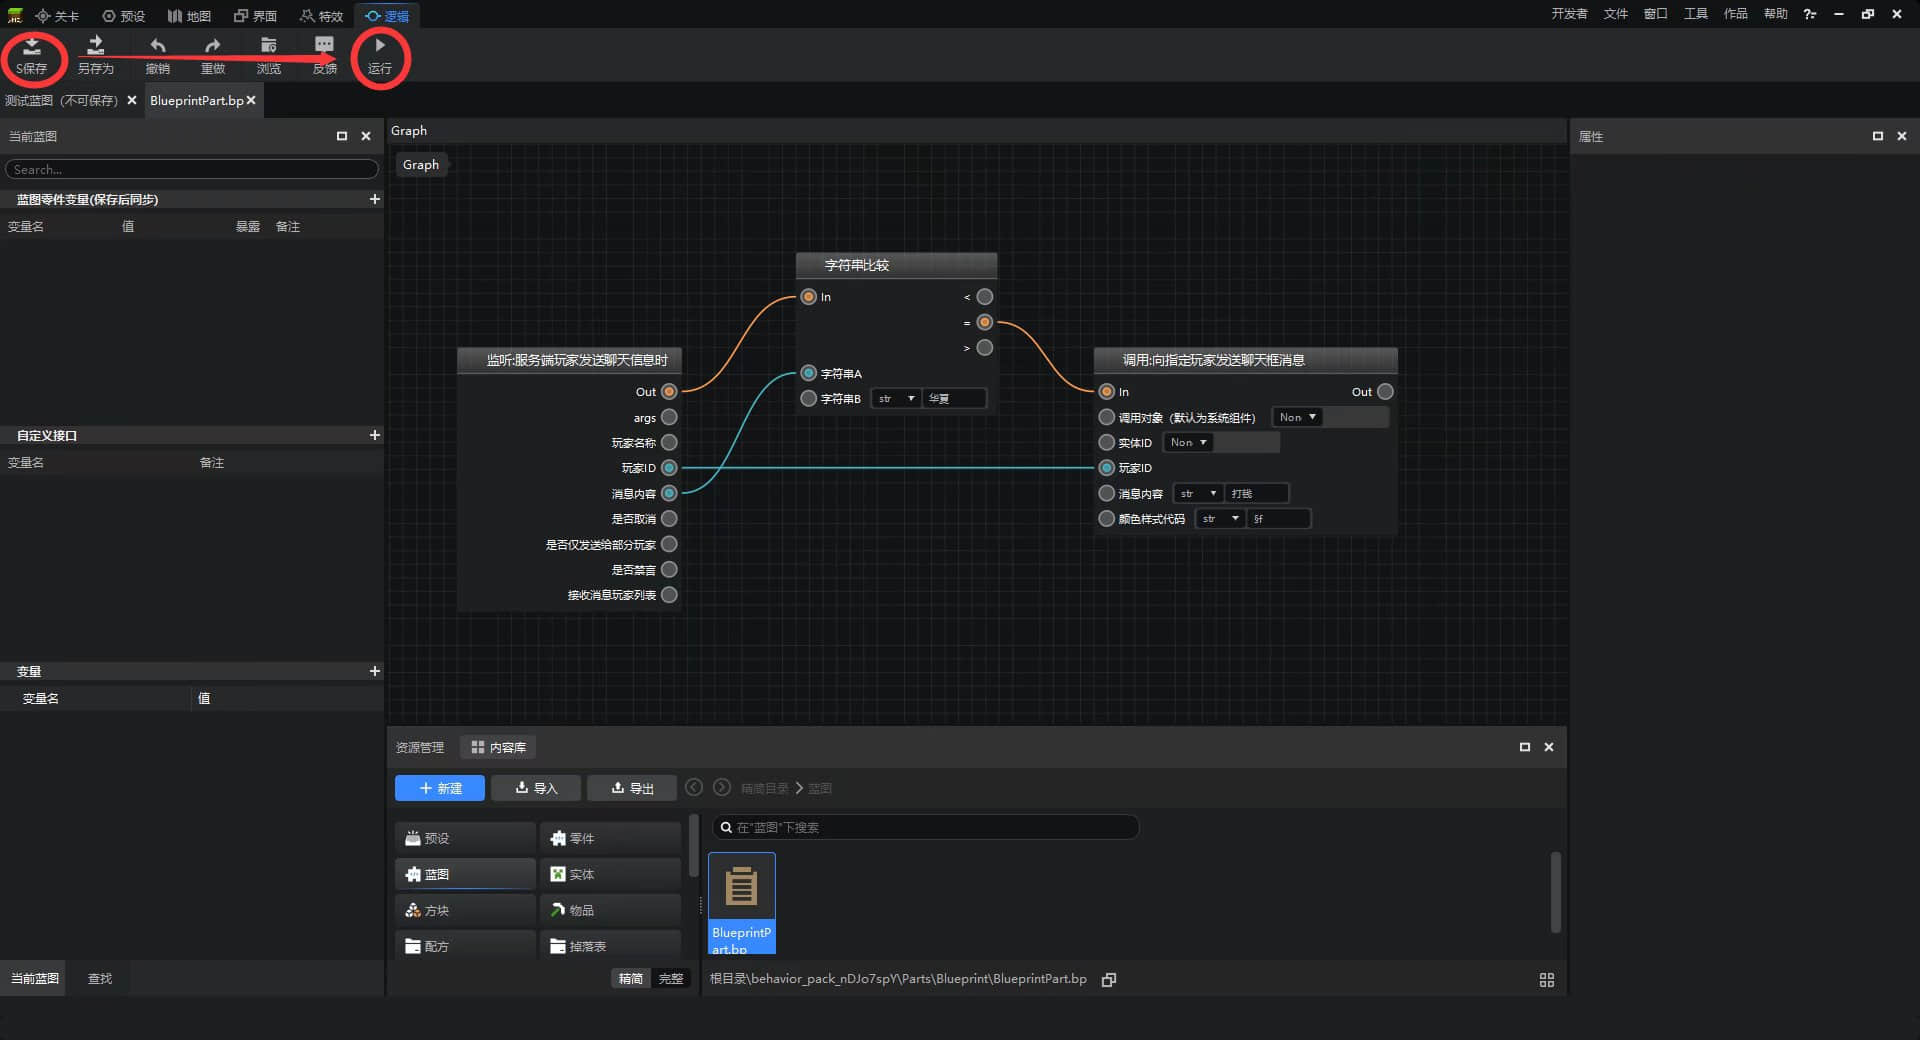 关卡
预设
地图
界面
特效
逻辑
开发者
文件
窗口
工具
作品
帮助
S保存
另存为
撤销
重做
浏览
反馈
运行
测试蓝图（不可保存）
BlueprintPart.bp
当前蓝图
Search...
蓝图零件变量(保存后同步)
变量名 值 暴露 备注
自定义接口
变量名 备注
变量
变量名 值
当前蓝图 查找
Graph
Graph
监听:服务端玩家发送聊天信息时
Out
args
玩家名称
玩家ID
消息内容
是否取消
是否仅发送给部分玩家
是否禁言
接收消息玩家列表
字符串比较
In <
=
>
字符串A
字符串B str 华夏
调用:向指定玩家发送聊天框消息
In Out
调用对象（默认为系统组件） Non
实体ID Non
玩家ID
消息内容 str 打钱
颜色样式代码 str §f
属性
资源管理 内容库
新建 导入 导出 精简目录 蓝图
预设 零件
蓝图 实体
方块 物品
配方 掉落表
精简 完整
在"蓝图"下搜索
BlueprintP
art.bp
根目录\behavior_pack_nDJo7spY\Parts\Blueprint\BlueprintPart.bp